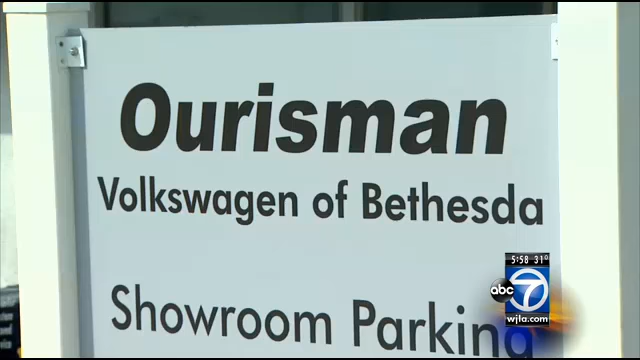 Ourisman
Volkswagen of Bethesda
Showroom Parking
5:58 31°
abc 7
wjla.com